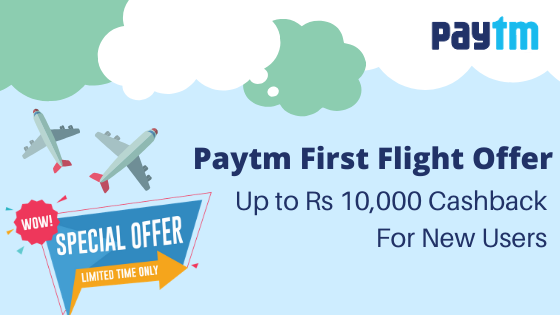 paytm
Paytm First Flight Offer
Up to Rs 10,000 Cashback
For New Users
WOW!
SPECIAL OFFER
LIMITED TIME ONLY